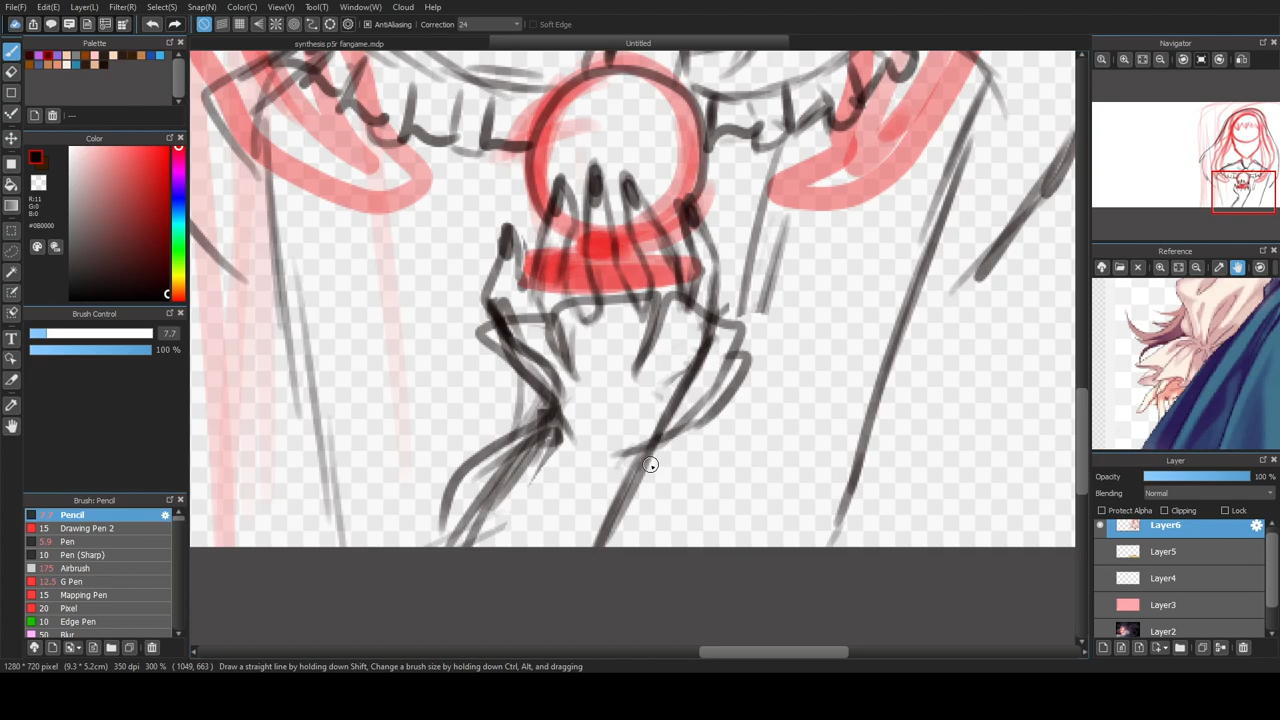 File(F) Edit(E) Layer(L) Filter(R) Select(S) Snap(N) Color(C) View(V) Tool(T) Window(W) Cloud Help
AntiAliasing Correction 24 Soft Edge
Palette
synthesis p5r fangame.mdp Untitled
Navigator
---
Color
R:11
G:0
B:0
#0B0000
Brush Control
7.7
100 %
Reference
Layer
Opacity 100 %
Blending Normal
Protect Alpha Clipping Lock
Layer6
Layer5
Layer4
Layer3
Layer2
Brush: Pencil
7.7 Pencil
15 Drawing Pen 2
5.9 Pen
10 Pen (Sharp)
175 Airbrush
12.5 G Pen
15 Mapping Pen
20 Pixel
10 Edge Pen
50 Blur
1280 * 720 pixel (9.3 * 5.2cm) 350 dpi 300 % ( 1049, 663 ) Draw a straight line by holding down Shift, Change a brush size by holding down Ctrl, Alt, and dragging